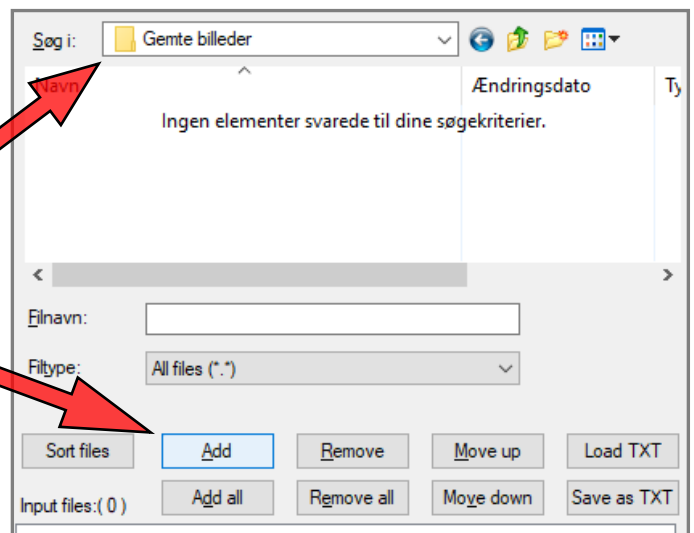 Søg i: Gemte billeder
Navn Ændringsdato Ty
Ingen elementer svarede til dine søgekriterier.
Filnavn:
Filtype: All files (*.*)
Sort files Add Remove Move up Load TXT
Input files:( 0 ) Add all Remove all Move down Save as TXT